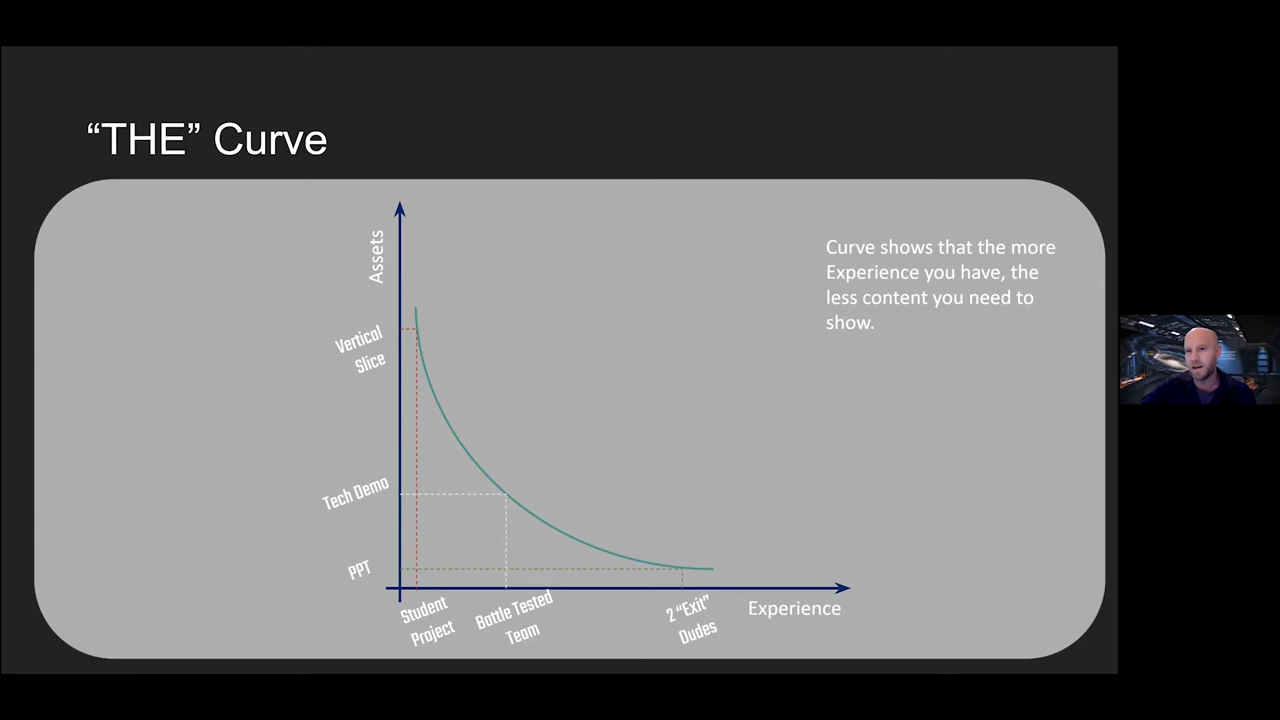 “THE” Curve
Assets
Curve shows that the more
Experience you have, the
less content you need to
show.
Vertical
Slice
Tech Demo
PPT
Student
Project
Battle Tested
Team
2 “Exit”
Dudes
Experience